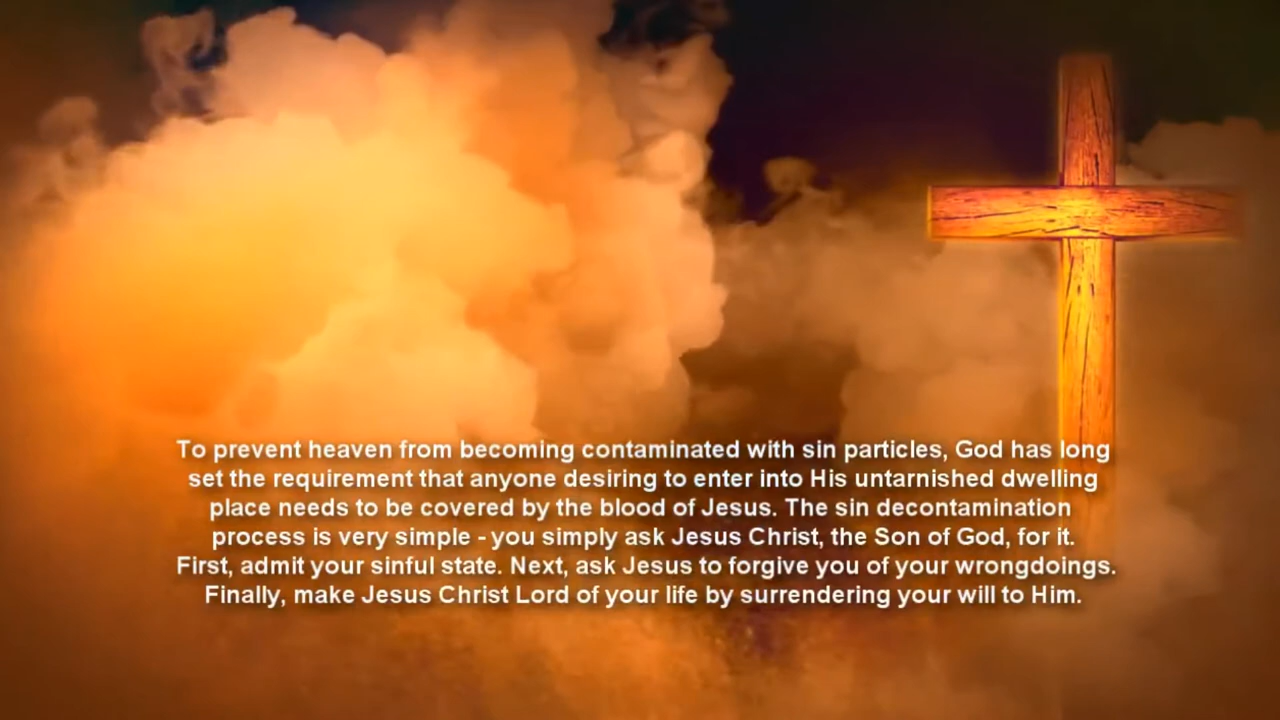 To prevent heaven from becoming contaminated with sin particles, God has long
set the requirement that anyone desiring to enter into His untarnished dwelling
place needs to be covered by the blood of Jesus. The sin decontamination
process is very simple - you simply ask Jesus Christ, the Son of God, for it.
First, admit your sinful state. Next, ask Jesus to forgive you of your wrongdoings.
Finally, make Jesus Christ Lord of your life by surrendering your will to Him.